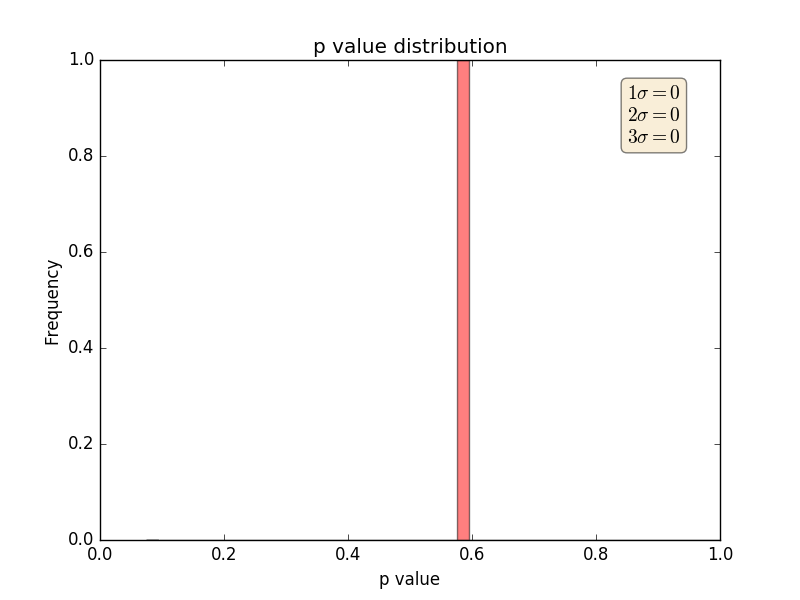 p value distribution
1.0
0.8
0.6
0.4
0.2
0.0
Frequency
1σ = 0
2σ = 0
3σ = 0
0.0 0.2 0.4 0.6 0.8 1.0
p value